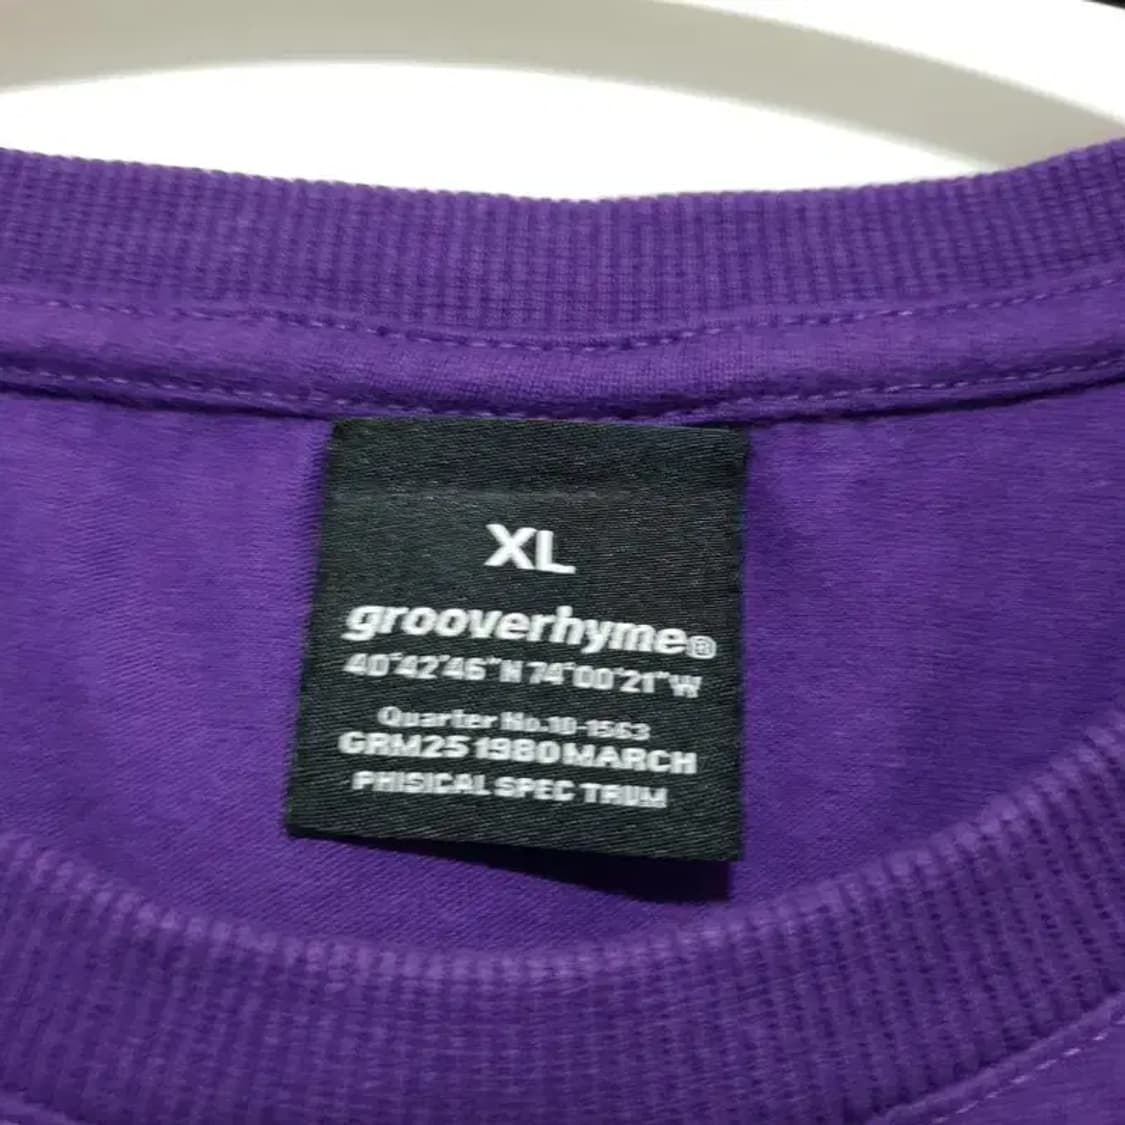 XL
grooverhyme®
40°42'46"N 74°00'21"W
Quarter No.10-1563
GRM25 1980 MARCH
PHISICAL SPEC TRUM